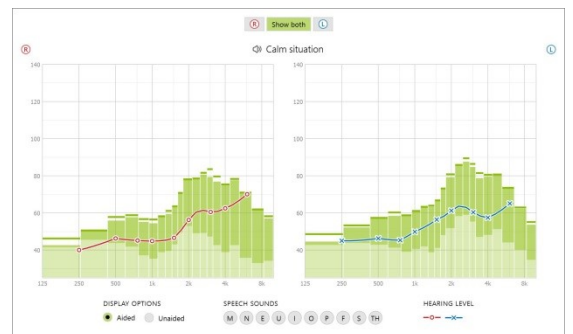 R Show both L
R Calm situation L
140 140
120 120
100 100
80 80
60 60
40 40
125 250 500 1k 2k 4k 8k 125 250 500 1k 2k 4k 8k
DISPLAY OPTIONS SPEECH SOUNDS HEARING LEVEL
Aided Unaided M N E U I O P F S TH